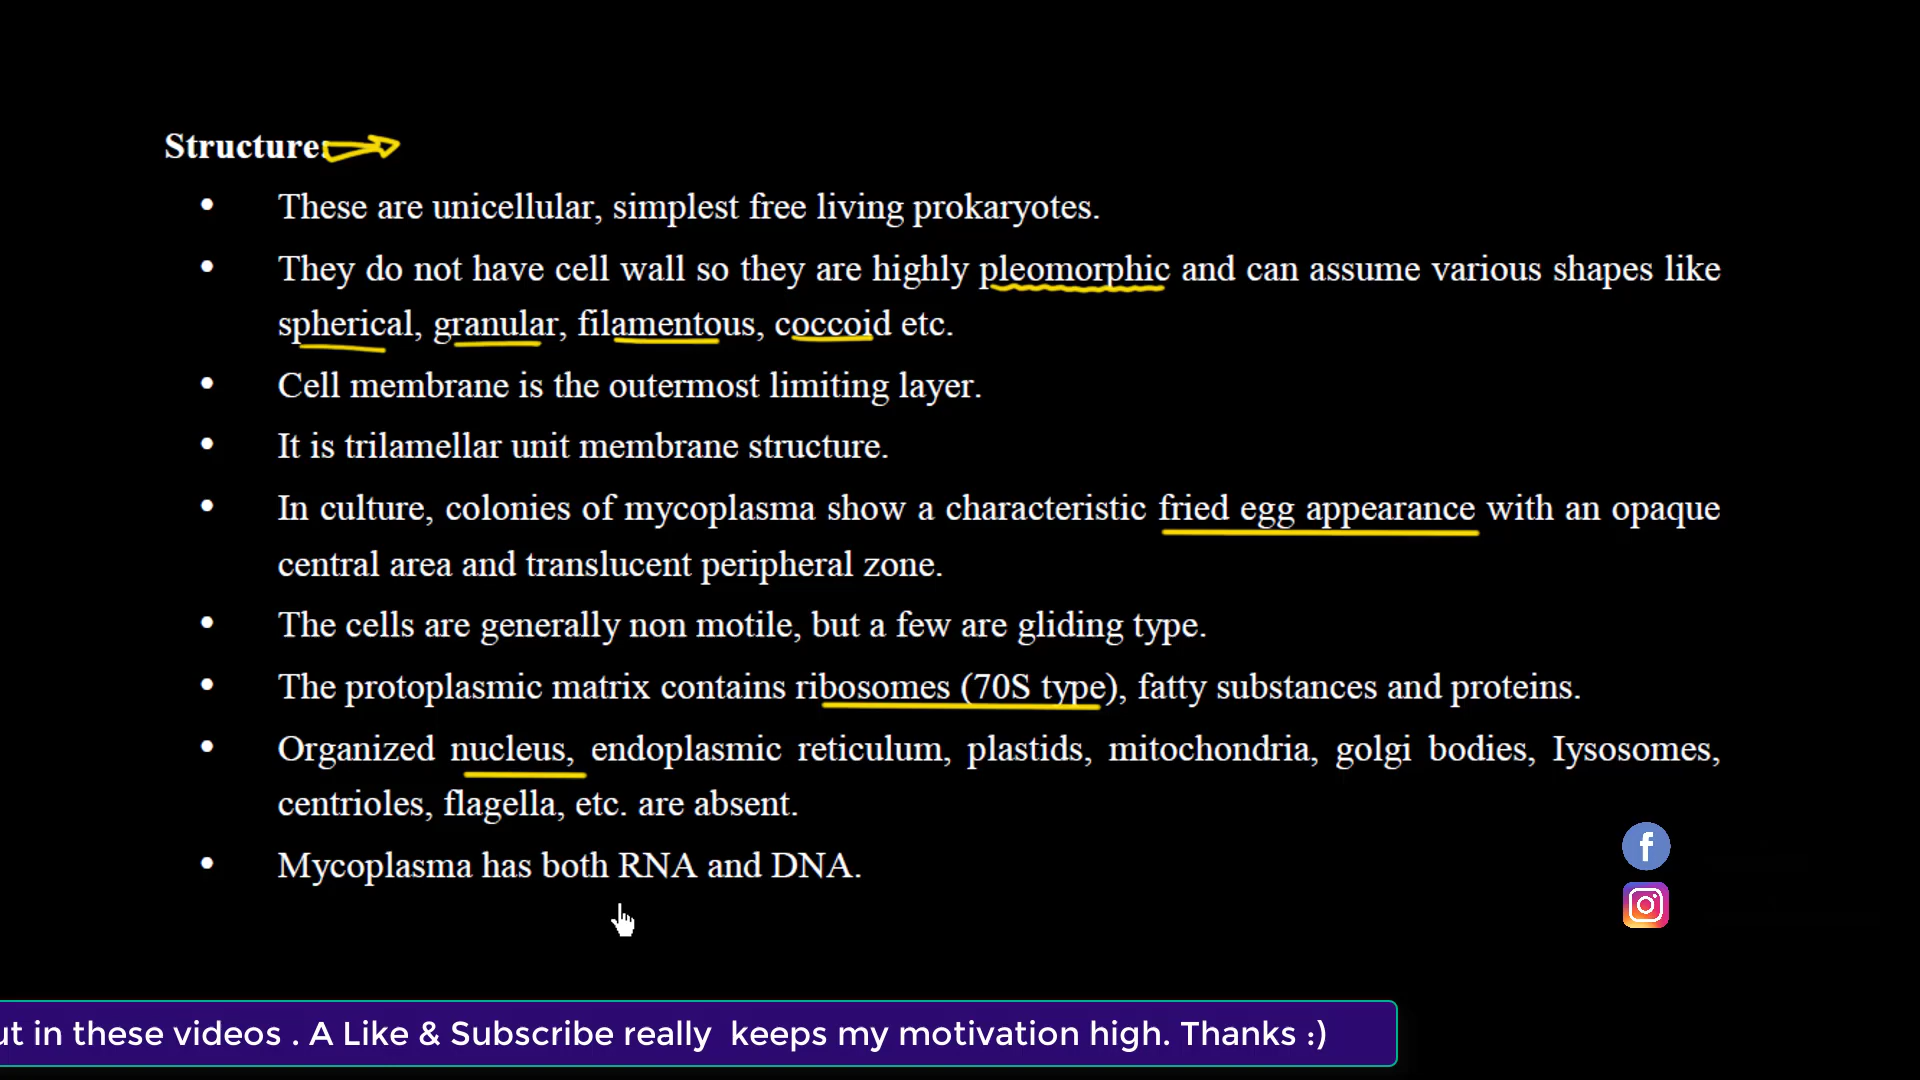 Structure:
• These are unicellular, simplest free living prokaryotes.
• They do not have cell wall so they are highly pleomorphic and can assume various shapes like
spherical, granular, filamentous, coccoid etc.
• Cell membrane is the outermost limiting layer.
• It is trilamellar unit membrane structure.
• In culture, colonies of mycoplasma show a characteristic fried egg appearance with an opaque
central area and translucent peripheral zone.
• The cells are generally non motile, but a few are gliding type.
• The protoplasmic matrix contains ribosomes (70S type), fatty substances and proteins.
• Organized nucleus, endoplasmic reticulum, plastids, mitochondria, golgi bodies, Iysosomes,
centrioles, flagella, etc. are absent.
• Mycoplasma has both RNA and DNA.
f
in these videos . A Like & Subscribe really keeps my motivation high. Thanks :)